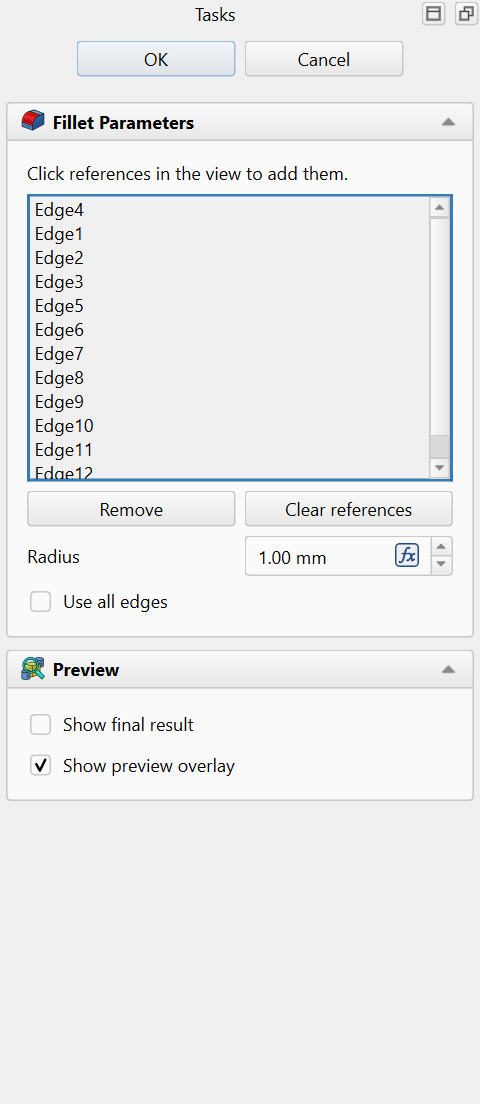 Tasks
OK Cancel
Fillet Parameters
Click references in the view to add them.
Edge4
Edge1
Edge2
Edge3
Edge5
Edge6
Edge7
Edge8
Edge9
Edge10
Edge11
Edge12
Remove Clear references
Radius 1.00 mm fx
Use all edges
Preview
Show final result
Show preview overlay